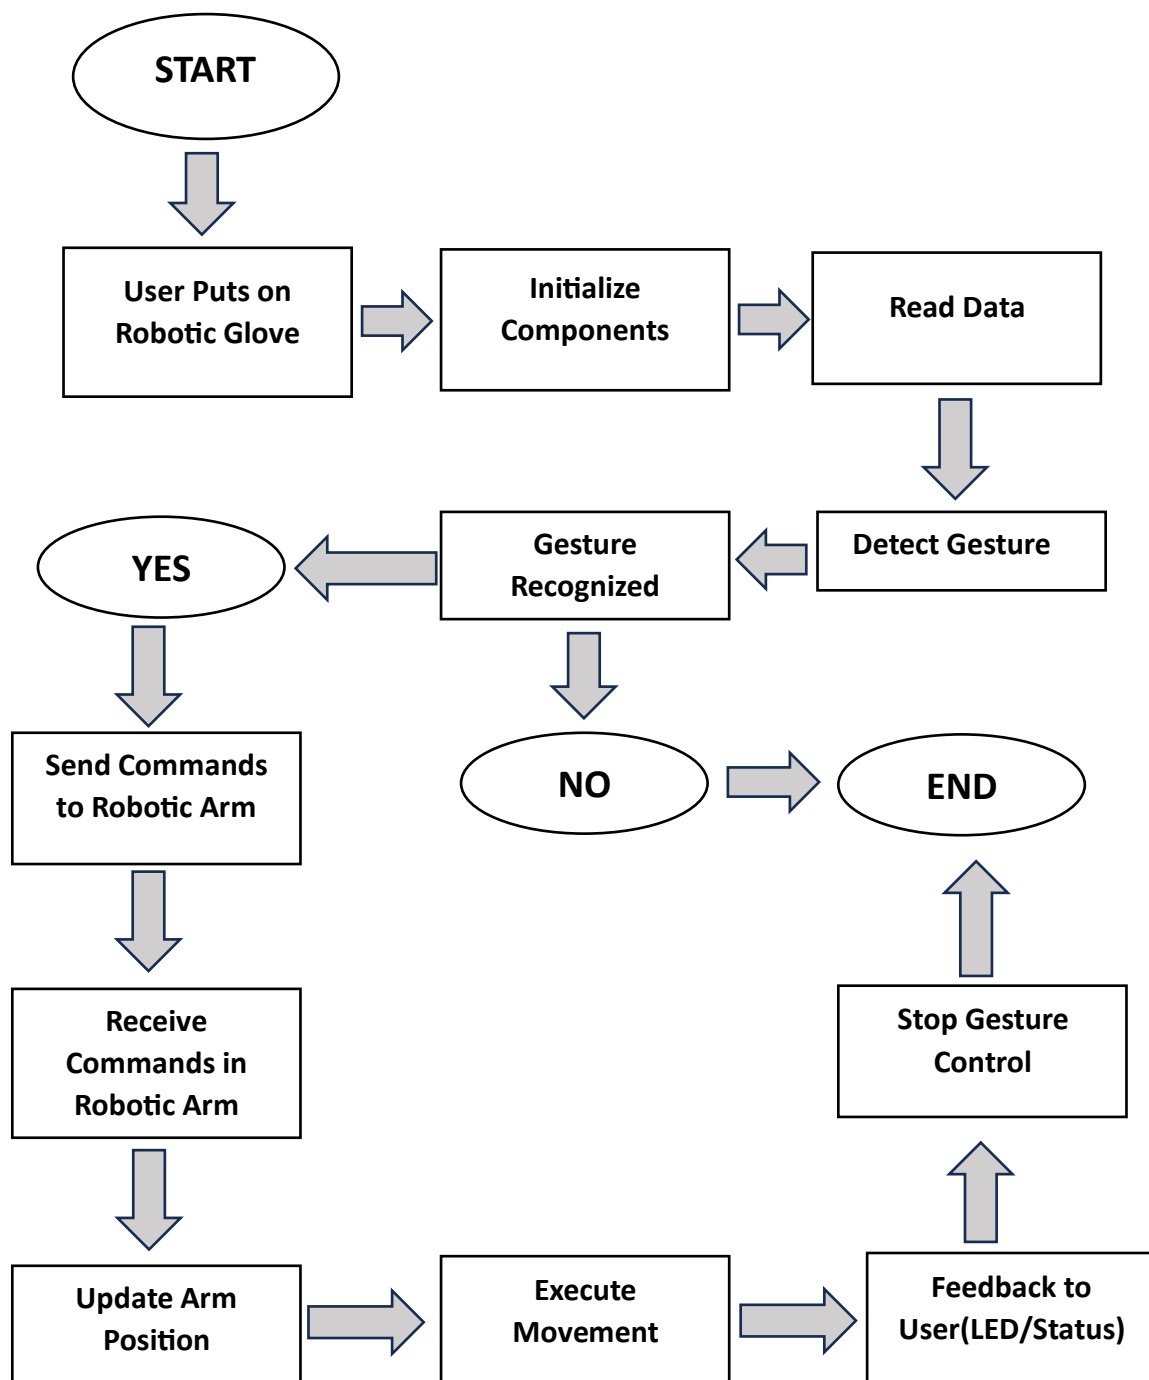 START
User Puts on
Robotic Glove
Initialize
Components
Read Data
Detect Gesture
Gesture
Recognized
YES
NO
END
Send Commands
to Robotic Arm
Receive
Commands in
Robotic Arm
Update Arm
Position
Execute
Movement
Feedback to
User(LED/Status)
Stop Gesture
Control